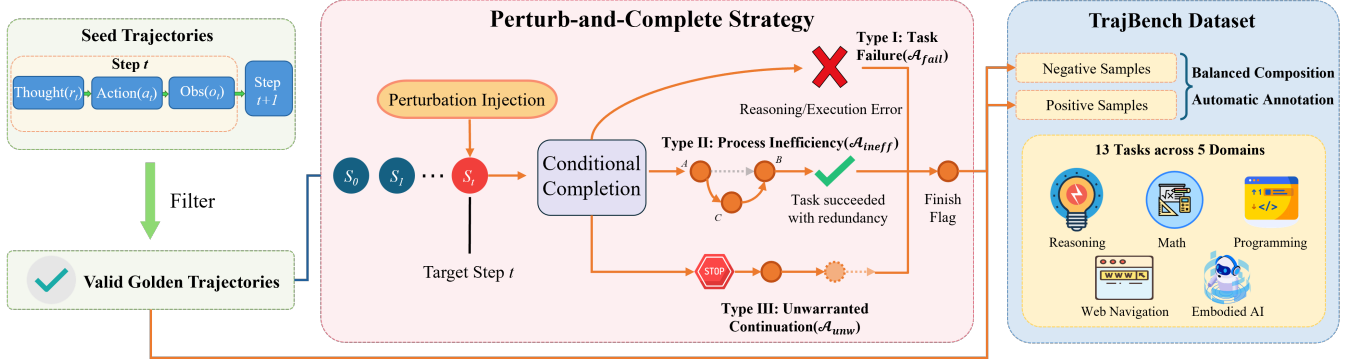 Seed Trajectories
Step t
Thought(rₜ)
Action(aₜ)
Obs(oₜ)
Step
t+1
Filter
Valid Golden Trajectories
Perturb-and-Complete Strategy
Perturbation Injection
S₀
S₁
...
Sₜ
Target Step t
Conditional
Completion
Type I: Task
Failure(𝒜fail)
Reasoning/Execution Error
Type II: Process Inefficiency(𝒜ineff)
A
B
C
Task succeeded
with redundancy
STOP
Type III: Unwarranted
Continuation(𝒜unw)
Finish
Flag
TrajBench Dataset
Negative Samples
Positive Samples
Balanced Composition
Automatic Annotation
13 Tasks across 5 Domains
Reasoning
√x
Math
↑1
↓</>
Programming
WWW
Web Navigation
Embodied AI